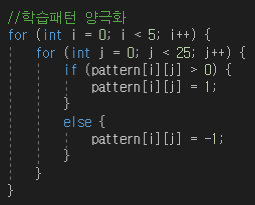 //학습패턴 양극화
for (int i = 0; i < 5; i++) {
for (int j = 0; j < 25; j++) {
if (pattern[i][j] > 0) {
pattern[i][j] = 1;
}
else {
pattern[i][j] = -1;
}
}
}